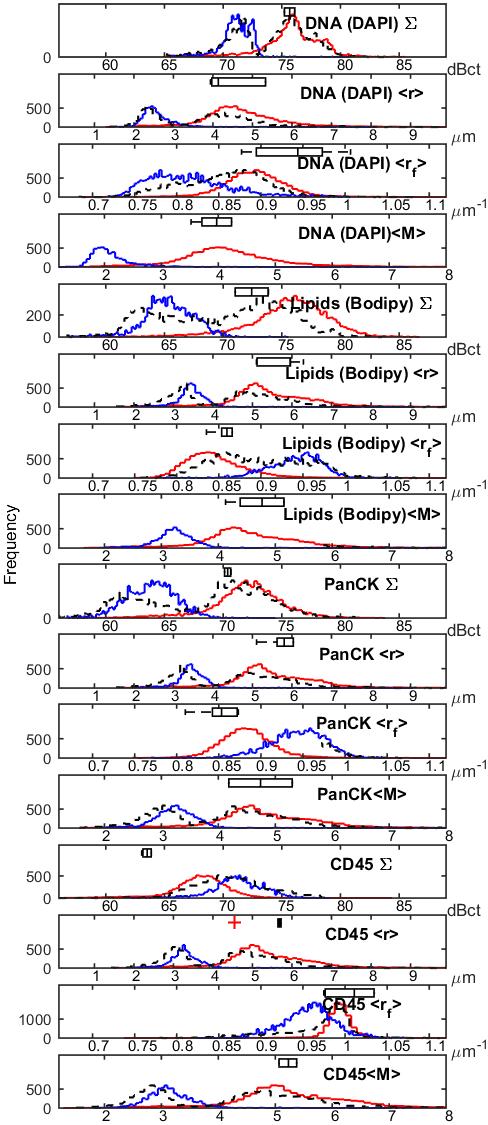 DNA (DAPI) Σ
0
60 65 70 75 80 85 dBct
DNA (DAPI) <r>
500
0
1 2 3 4 5 6 7 8 9 μm
DNA (DAPI) <r_f>
500
0
0.7 0.75 0.8 0.85 0.9 0.95 1 1.05 1.1 μm⁻¹
DNA (DAPI)<M>
500
0
2 3 4 5 6 7 8
Lipids (Bodipy) Σ
200
0
60 65 70 75 80 85 dBct
Lipids (Bodipy) <r>
500
0
1 2 3 4 5 6 7 8 9 μm
Lipids (Bodipy) <r_f>
500
0
0.7 0.75 0.8 0.85 0.9 0.95 1 1.05 1.1 μm⁻¹
Lipids (Bodipy)<M>
500
0
2 3 4 5 6 7 8
Frequency
PanCK Σ
0
60 65 70 75 80 85 dBct
PanCK <r>
500
0
1 2 3 4 5 6 7 8 9 μm
PanCK <r_f>
500
0
0.7 0.75 0.8 0.85 0.9 0.95 1 1.05 1.1 μm⁻¹
PanCK<M>
500
0
2 3 4 5 6 7 8
CD45 Σ
500
0
60 65 70 75 80 85 dBct
CD45 <r>
500
0
1 2 3 4 5 6 7 8 9 μm
CD45 <r_f>
1000
0
0.7 0.75 0.8 0.85 0.9 0.95 1 1.05 1.1 μm⁻¹
CD45<M>
500
0
2 3 4 5 6 7 8